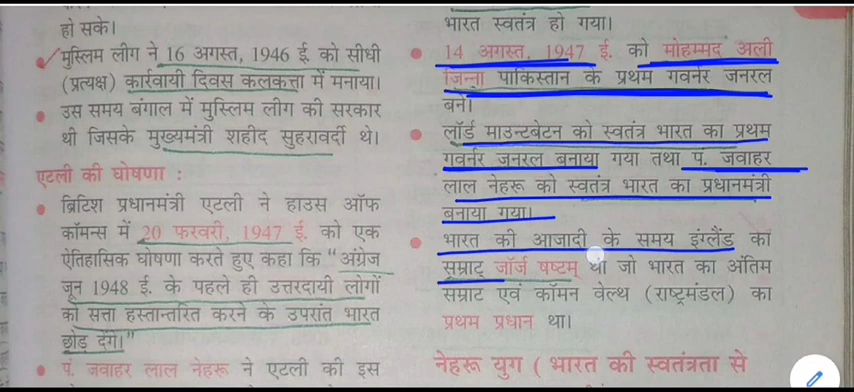 हो सके।
मुस्लिम लीग ने 16 अगस्त, 1946 ई. को सीधी
(प्रत्यक्ष) कार्रवायी दिवस कलकत्ता में मनाया।
उस समय बंगाल में मुस्लिम लीग की सरकार
थी जिसके मुख्यमंत्री शहीद सुहरावर्दी थे।
एटली की घोषणा :
ब्रिटिश प्रधानमंत्री एटली ने हाउस ऑफ
कॉमन्स में 20 फरवरी, 1947 ई. को एक
ऐतिहासिक घोषणा करते हुए कहा कि "अंग्रेज
जून 1948 ई. के पहले ही उत्तरदायी लोगों
को सत्ता हस्तान्तरित करने के उपरांत भारत
छोड़ देंगे।"
पं. जवाहर लाल नेहरू ने एटली की इस
भारत स्वतंत्र हो गया।
14 अगस्त, 1947 ई. को मोहम्मद अली
जिन्ना पाकिस्तान के प्रथम गवर्नर जनरल
बने।
लॉर्ड माउन्टबेटन को स्वतंत्र भारत का प्रथम
गवर्नर जनरल बनाया गया तथा पं. जवाहर
लाल नेहरू को स्वतंत्र भारत का प्रधानमंत्री
बनाया गया।
भारत की आजादी के समय इंग्लैंड का
सम्राट् जॉर्ज षष्टम् था जो भारत का अंतिम
सम्राट एवं कॉमन वेल्थ (राष्ट्रमंडल) का
प्रथम प्रधान था।
नेहरू युग ( भारत की स्वतंत्रता से